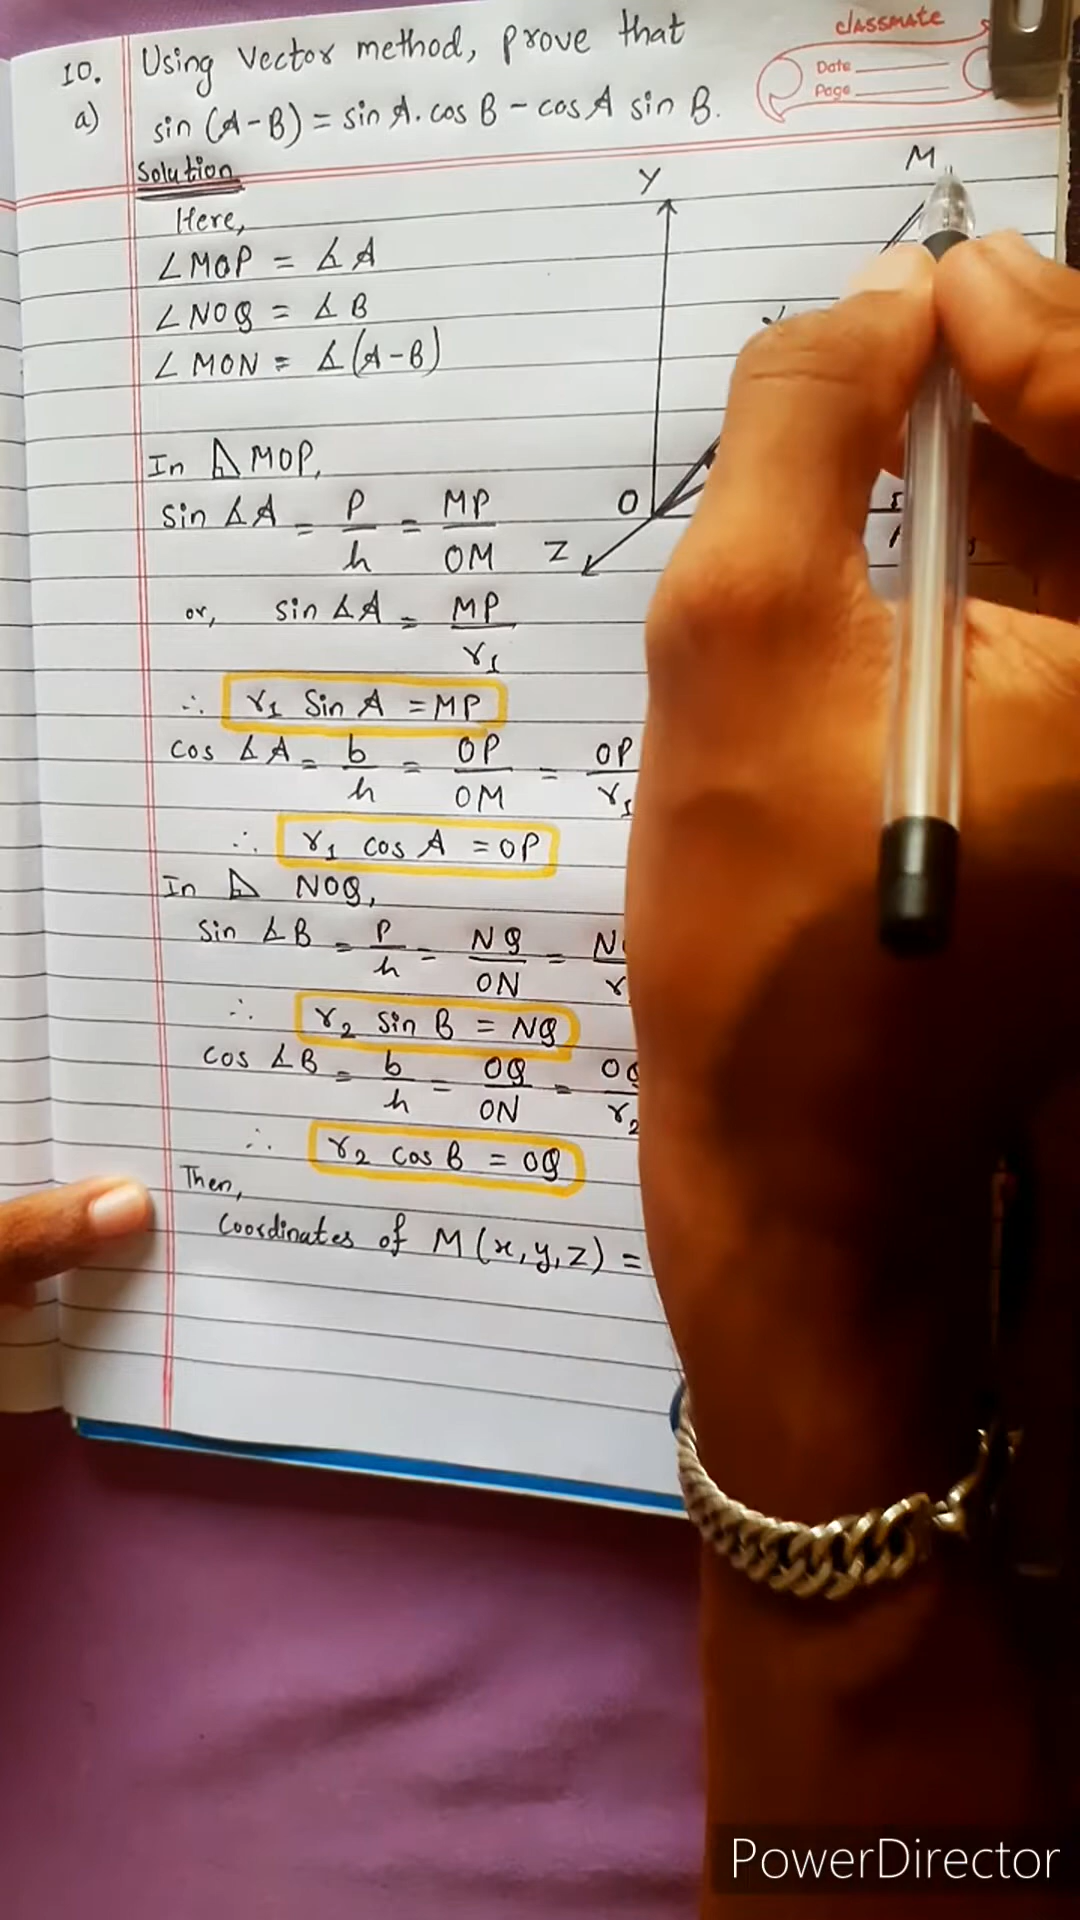 classmate
Date
Page
10. Using Vector method, prove that
a) sin (A-B) = sin A. cos B - cos A sin B.
Solution
Here,
∠MOP = ∡A
∠NOQ = ∡B
∠MON = ∡(A-B)
Y
M
O
Z
In ⊿ MOP,
sin ∡A = P/h = MP/OM
or, sin ∡A = MP/r₁
∴ r₁ sin A = MP
cos ∡A = b/h = OP/OM = OP/r₁
∴ r₁ cos A = OP
In ⊿ NOQ,
sin ∡B = P/h = NQ/ON =
∴ r₂ sin B = NQ
cos ∡B = b/h = OQ/ON =
∴ r₂ cos B = OQ
Then,
Coordinates of M(x,y,z) =
PowerDirector